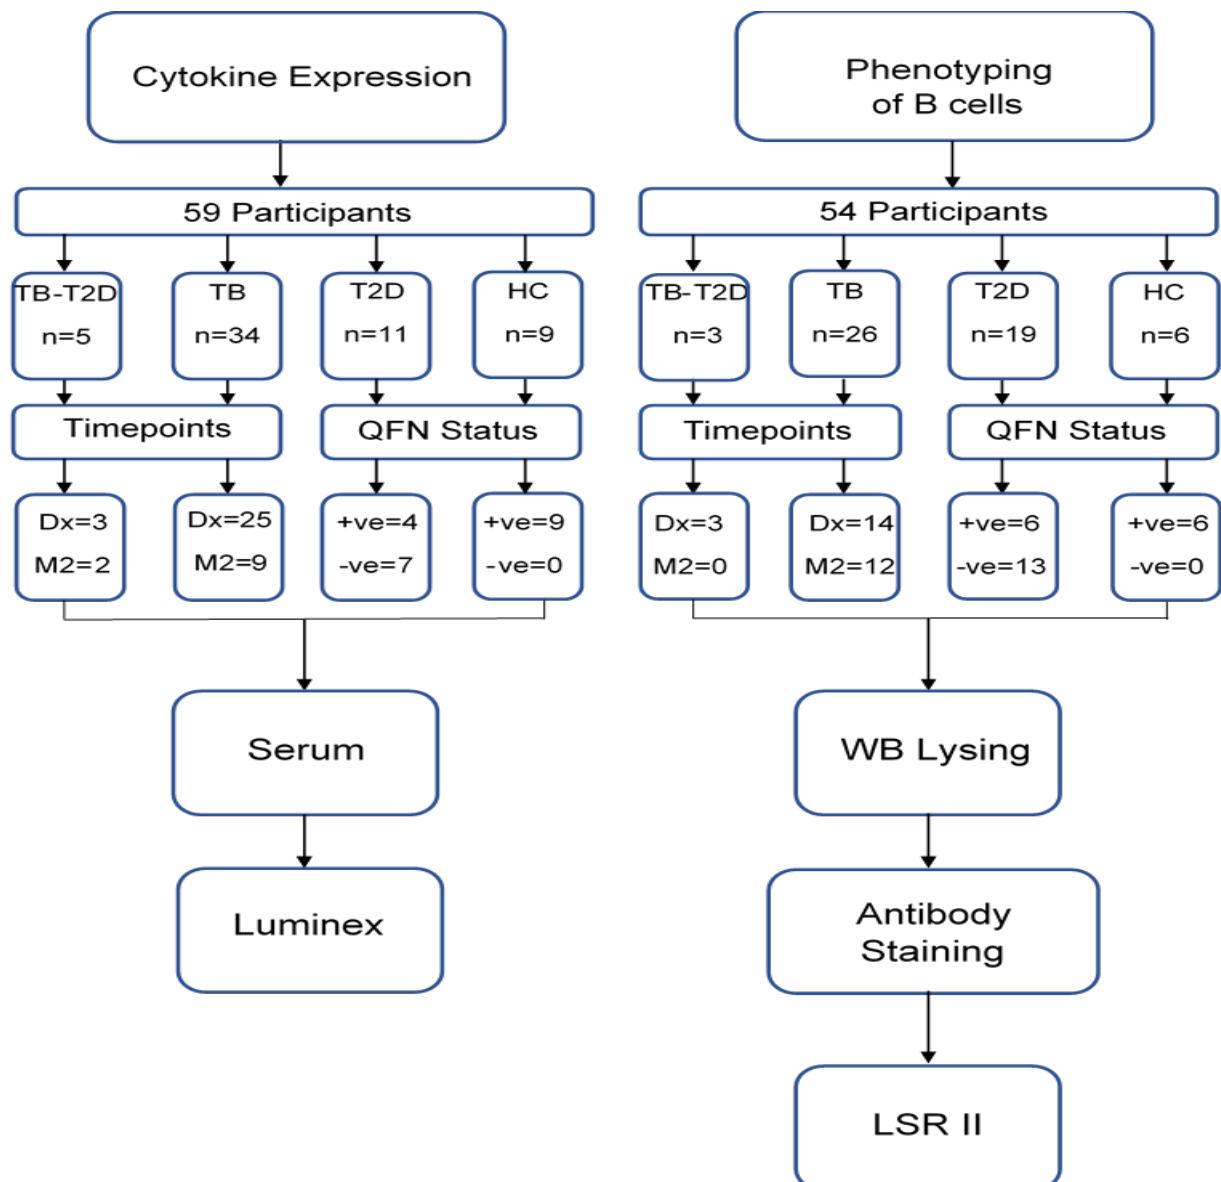 Cytokine Expression
59 Participants
TB-T2D
n=5
TB
n=34
T2D
n=11
HC
n=9
Timepoints
QFN Status
Dx=3
M2=2
Dx=25
M2=9
+ve=4
-ve=7
+ve=9
-ve=0
Serum
Luminex
Phenotyping
of B cells
54 Participants
TB-T2D
n=3
TB
n=26
T2D
n=19
HC
n=6
Timepoints
QFN Status
Dx=3
M2=0
Dx=14
M2=12
+ve=6
-ve=13
+ve=6
-ve=0
WB Lysing
Antibody
Staining
LSR II